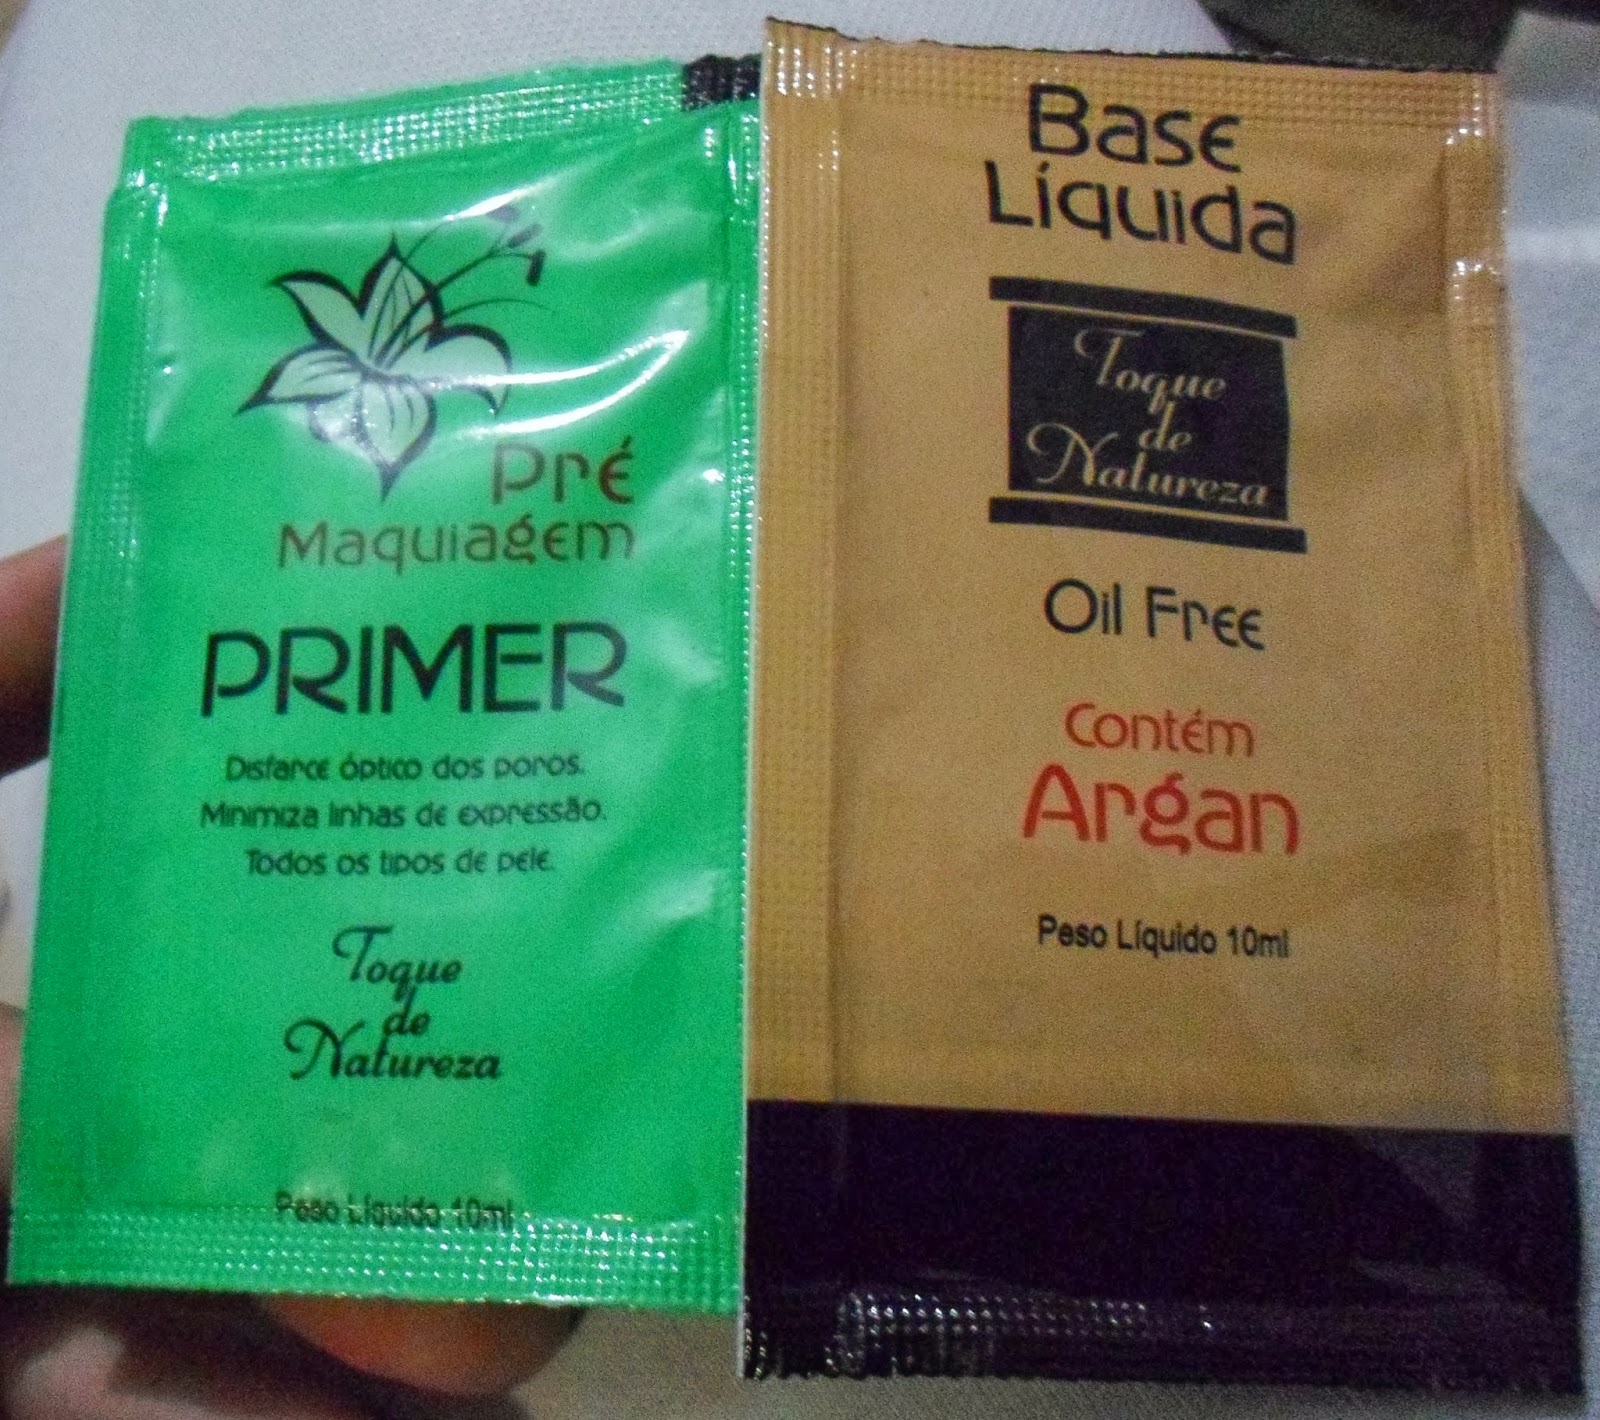 Pré
Maquiagem
PRIMER
Disfarce óptico dos poros.
Minimiza linhas de expressão.
Todos os tipos de pele.
Toque
de
Natureza
Peso Líquido 10ml
Base
Líquida
Toque
de
Natureza
Oil Free
Contém
Argan
Peso Líquido 10ml